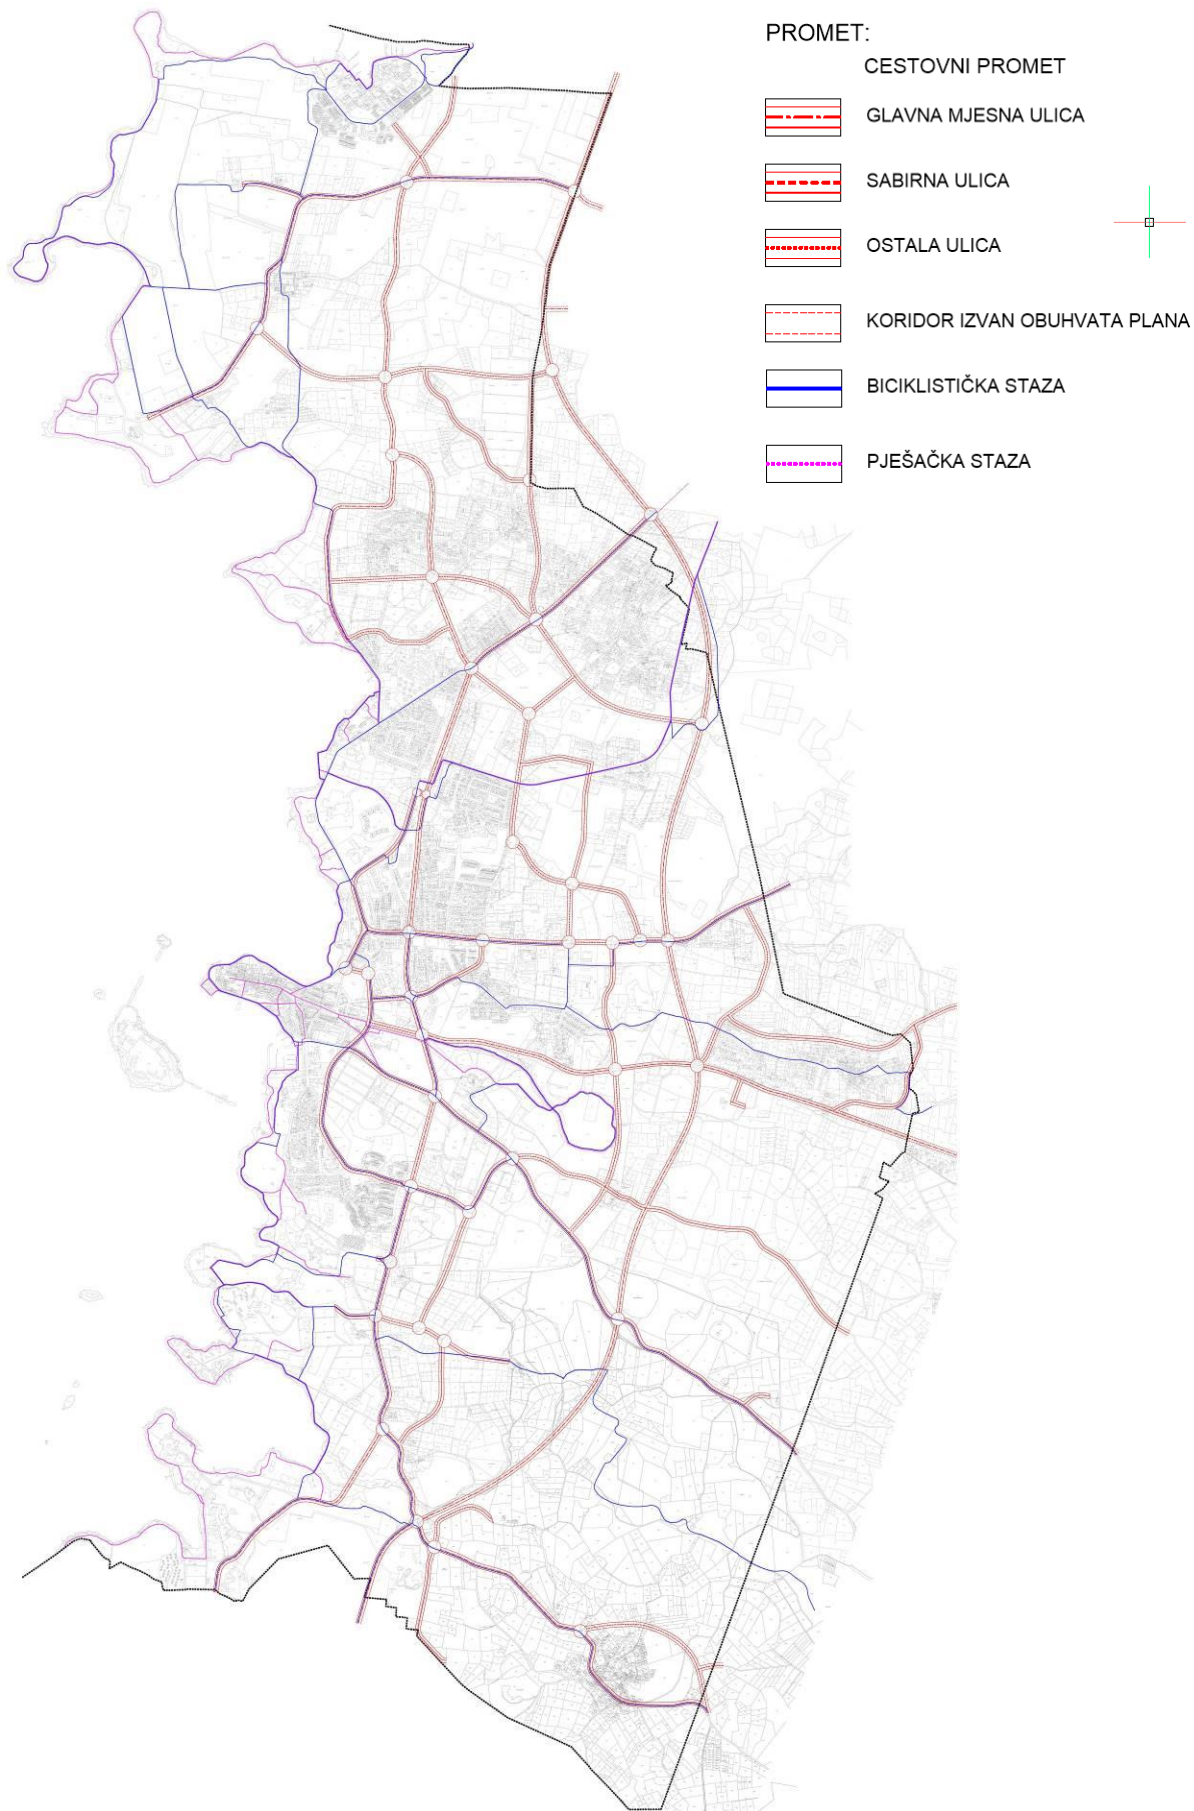 PROMET:
CESTOVNI PROMET
GLAVNA MJESNA ULICA
SABIRNA ULICA
OSTALA ULICA
KORIDOR IZVAN OBUHVATA PLANA
BICIKLISTIČKA STAZA
PJEŠAČKA STAZA